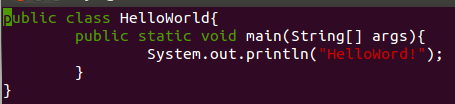 public class HelloWorld{
        public static void main(String[] args){
                System.out.println("HelloWord!");
        }
}